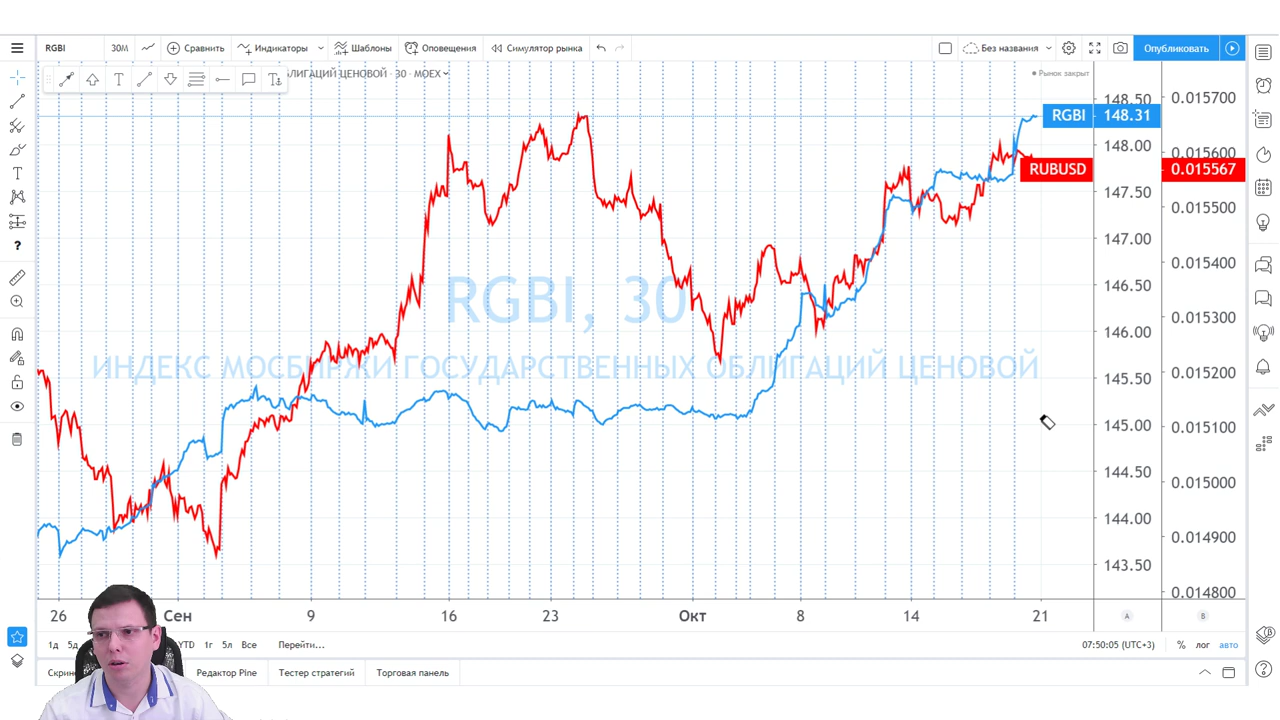 RGBI 30М Сравнить Индикаторы Шаблоны Оповещения Симулятор рынка Без названия Опубликовать
БЛИГАЦИЙ ЦЕНОВОЙ · 30 · MOEX
Рынок закрыт
148.50 0.015700
RGBI 148.31
148.00 0.015600
RUBUSD 0.015567
147.50 0.015500
147.00
0.015400
146.50
RGBI, 30
0.015300
146.00
ИНДЕКС МОСБИРЖИ ГОСУДАРСТВЕННЫХ ОБЛИГАЦИЙ ЦЕНОВОЙ
145.50 0.015200
145.00 0.015100
144.50 0.015000
144.00
0.014900
143.50
0.014800
26 Сен 9 16 23 Окт 8 14 21 A B
1д 5д YTD 1г 5л Все Перейти... 07:50:05 (UTC+3) % лог авто
Скрин Редактор Pine Тестер стратегий Торговая панель